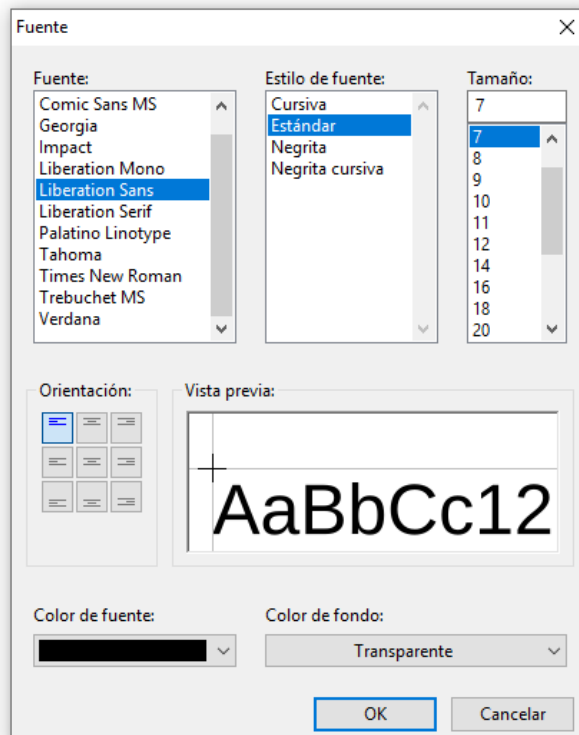 Fuente
Fuente:
Comic Sans MS
Georgia
Impact
Liberation Mono
Liberation Sans
Liberation Serif
Palatino Linotype
Tahoma
Times New Roman
Trebuchet MS
Verdana
Estilo de fuente:
Cursiva
Estándar
Negrita
Negrita cursiva
Tamaño:
7
7
8
9
10
11
12
14
16
18
20
Orientación:
Vista previa:
AaBbCc12
Color de fuente:
Color de fondo:
Transparente
OK
Cancelar